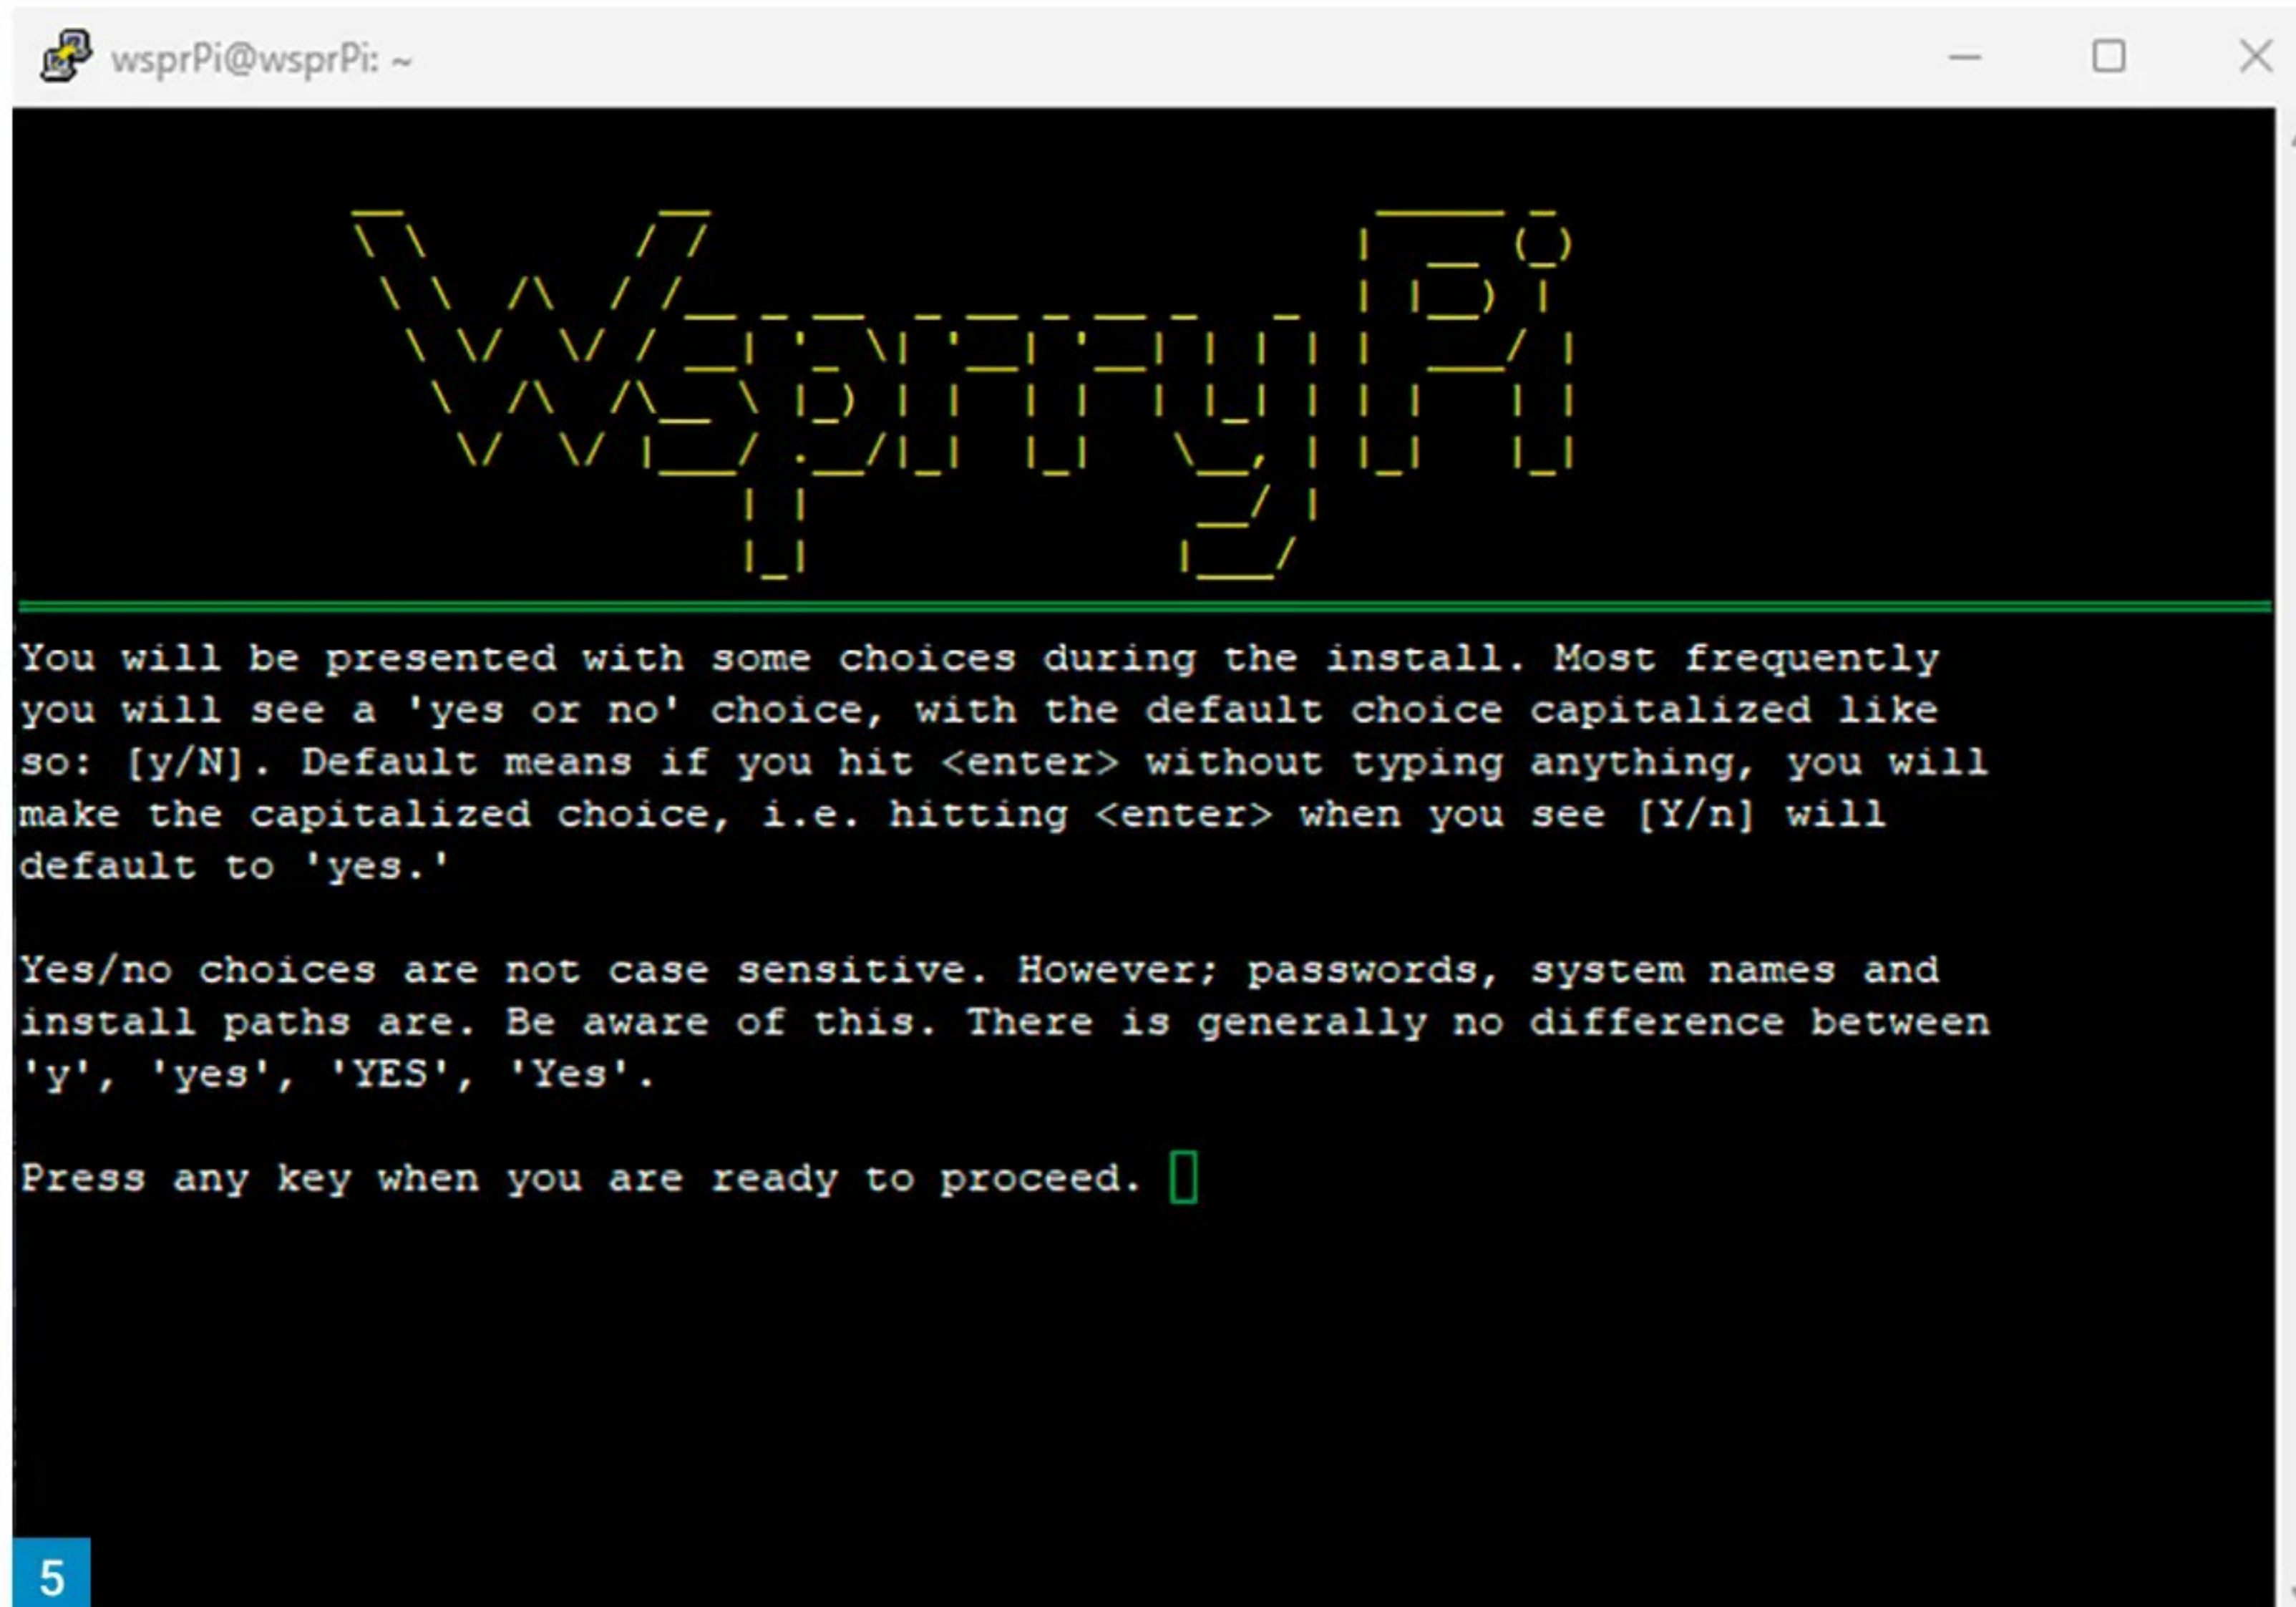 wsprPi@wsprPi: ~
Wsprry Pi
You will be presented with some choices during the install. Most frequently
you will see a 'yes or no' choice, with the default choice capitalized like
so: [y/N]. Default means if you hit <enter> without typing anything, you will
make the capitalized choice, i.e. hitting <enter> when you see [Y/n] will
default to 'yes.'
Yes/no choices are not case sensitive. However; passwords, system names and
install paths are. Be aware of this. There is generally no difference between
'y', 'yes', 'YES', 'Yes'.
Press any key when you are ready to proceed.
5